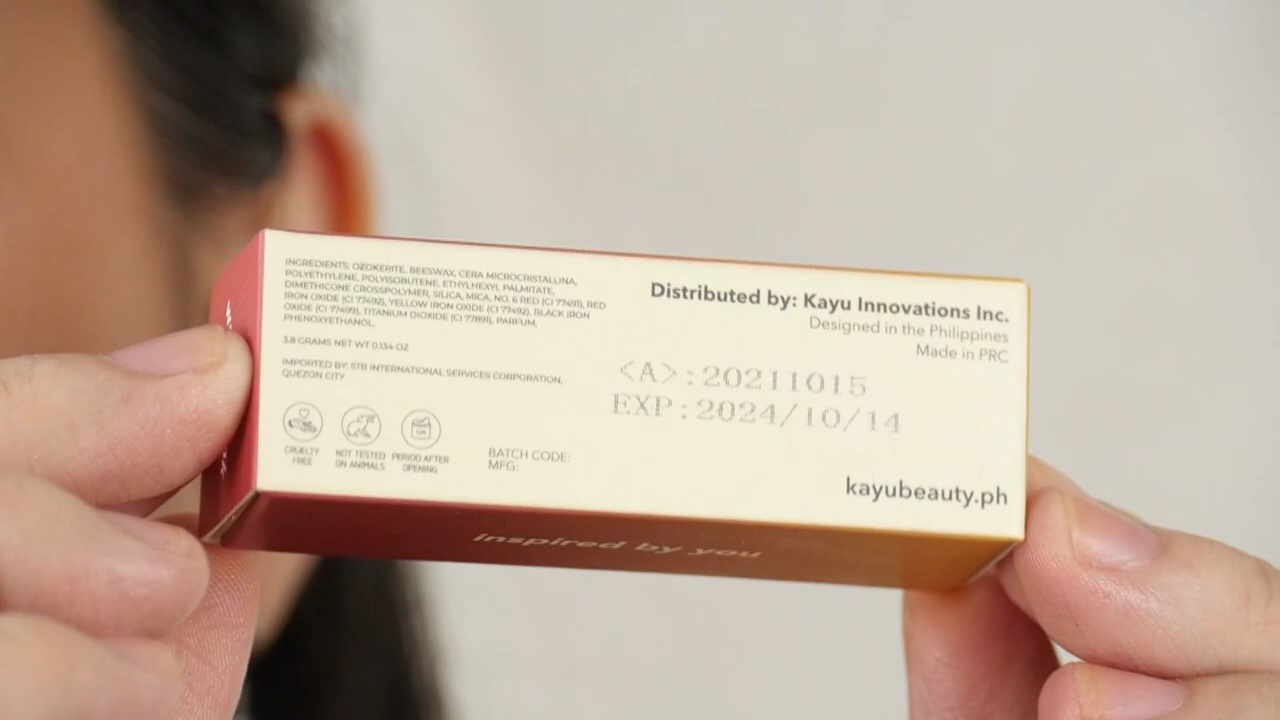 INGREDIENTS: OZOKERITE, BEESWAX, CERA MICROCRISTALLINA,
POLYETHYLENE, POLYISOBUTENE, ETHYLHEXYL PALMITATE,
DIMETHICONE CROSSPOLYMER, SILICA, MICA, NO. 6 RED (CI 77491), RED
IRON OXIDE (CI 77492), YELLOW IRON OXIDE (CI 77492), BLACK IRON
OXIDE (CI 77499), TITANIUM DIOXIDE (CI 77891), PARFUM,
PHENOXYETHANOL.
3.8 GRAMS NET WT 0.134 OZ
IMPORTED BY: STR INTERNATIONAL SERVICES CORPORATION,
QUEZON CITY
CRUELTY
FREE
NOT TESTED
ON ANIMALS
PERIOD AFTER
OPENING
BATCH CODE:
MFG:
Distributed by: Kayu Innovations Inc.
Designed in the Philippines
Made in PRC
<A>:20211015
EXP:2024/10/14
kayubeauty.ph
inspired by you